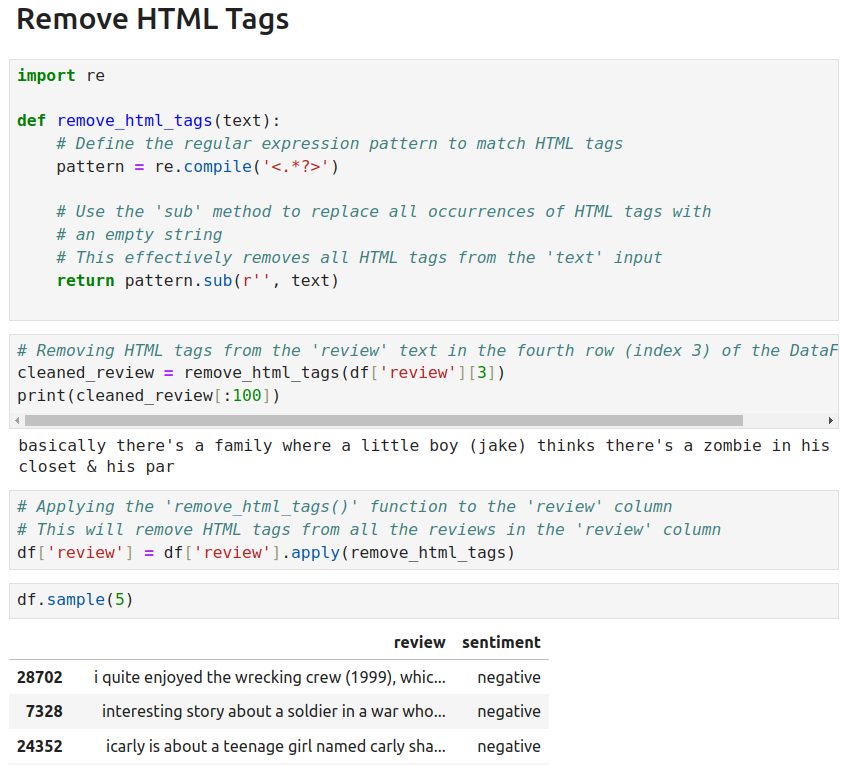 Remove HTML Tags
import re
def remove_html_tags(text):
    # Define the regular expression pattern to match HTML tags
    pattern = re.compile('<.*?>')
    # Use the 'sub' method to replace all occurrences of HTML tags with
    # an empty string
    # This effectively removes all HTML tags from the 'text' input
    return pattern.sub(r'', text)
# Removing HTML tags from the 'review' text in the fourth row (index 3) of the DataF
cleaned_review = remove_html_tags(df['review'][3])
print(cleaned_review[:100])
basically there's a family where a little boy (jake) thinks there's a zombie in his
closet & his par
# Applying the 'remove_html_tags()' function to the 'review' column
# This will remove HTML tags from all the reviews in the 'review' column
df['review'] = df['review'].apply(remove_html_tags)
df.sample(5)
review sentiment
28702 i quite enjoyed the wrecking crew (1999), whic... negative
7328 interesting story about a soldier in a war who... negative
24352 icarly is about a teenage girl named carly sha... negative